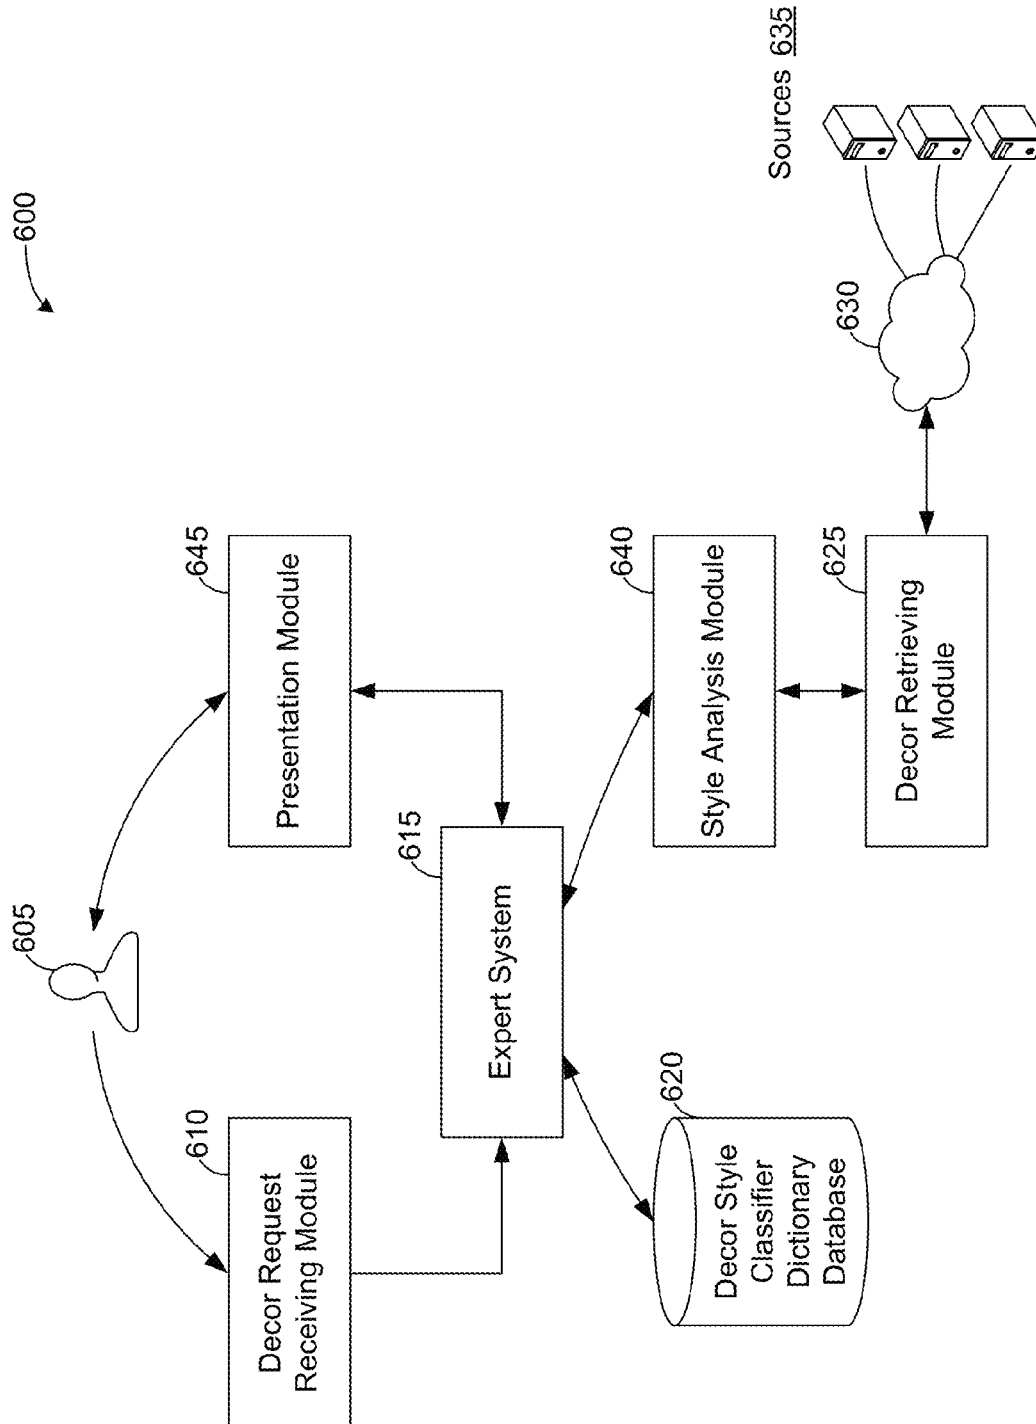 600
605
610
Decor Request
Receiving Module
645
Presentation Module
615
Expert System
620
Decor Style
Classifier
Dictionary
Database
640
Style Analysis Module
625
Decor Retrieving
Module
630
Sources 635